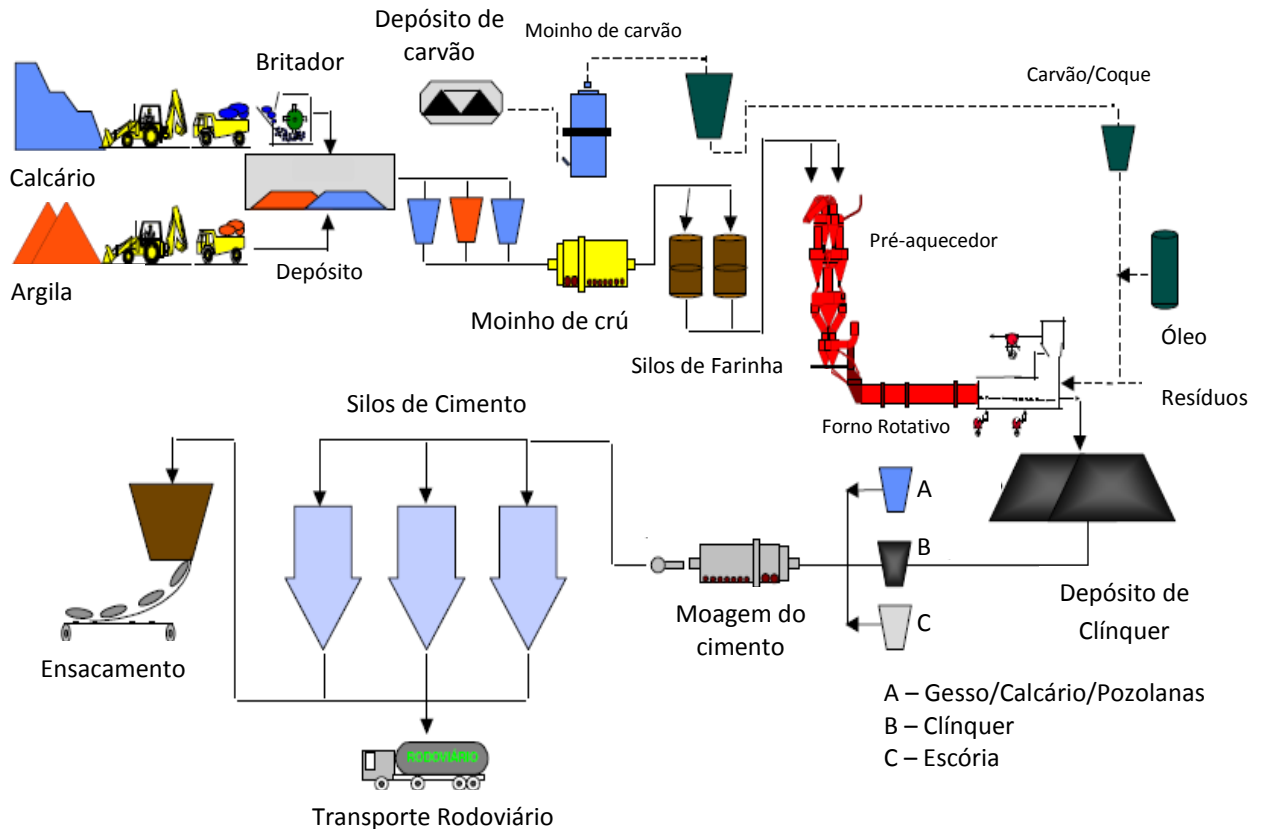 Depósito de
carvão
Moinho de carvão
Britador
Carvão/Coque
Calcário
Argila
Depósito
Moinho de crú
Silos de Farinha
Pré-aquecedor
Óleo
Resíduos
Forno Rotativo
Silos de Cimento
A
B
C
Moagem do
cimento
Depósito de
Clínquer
Ensacamento
A – Gesso/Calcário/Pozolanas
B – Clínquer
C – Escória
RODOVIÁRIO
Transporte Rodoviário